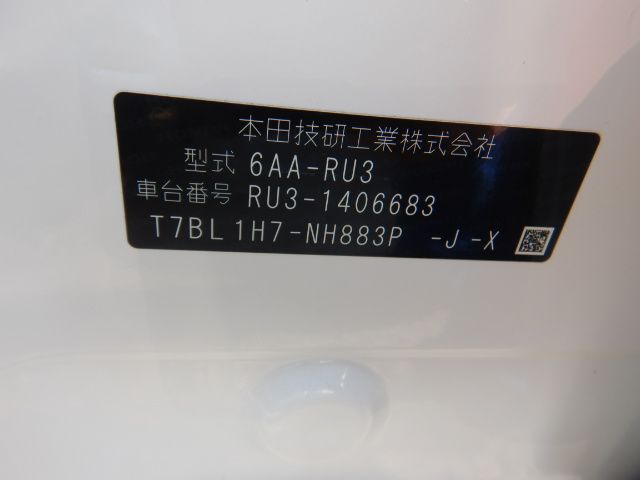 本田技研工業株式会社
型式 6AA-RU3
車台番号 RU3-1406683
T7BL1H7-NH883P -J-X